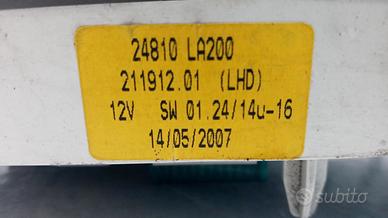 24810 LA200
211912.01 (LHD)
12V SW 01.24/14u-16
14/05/2007
subito